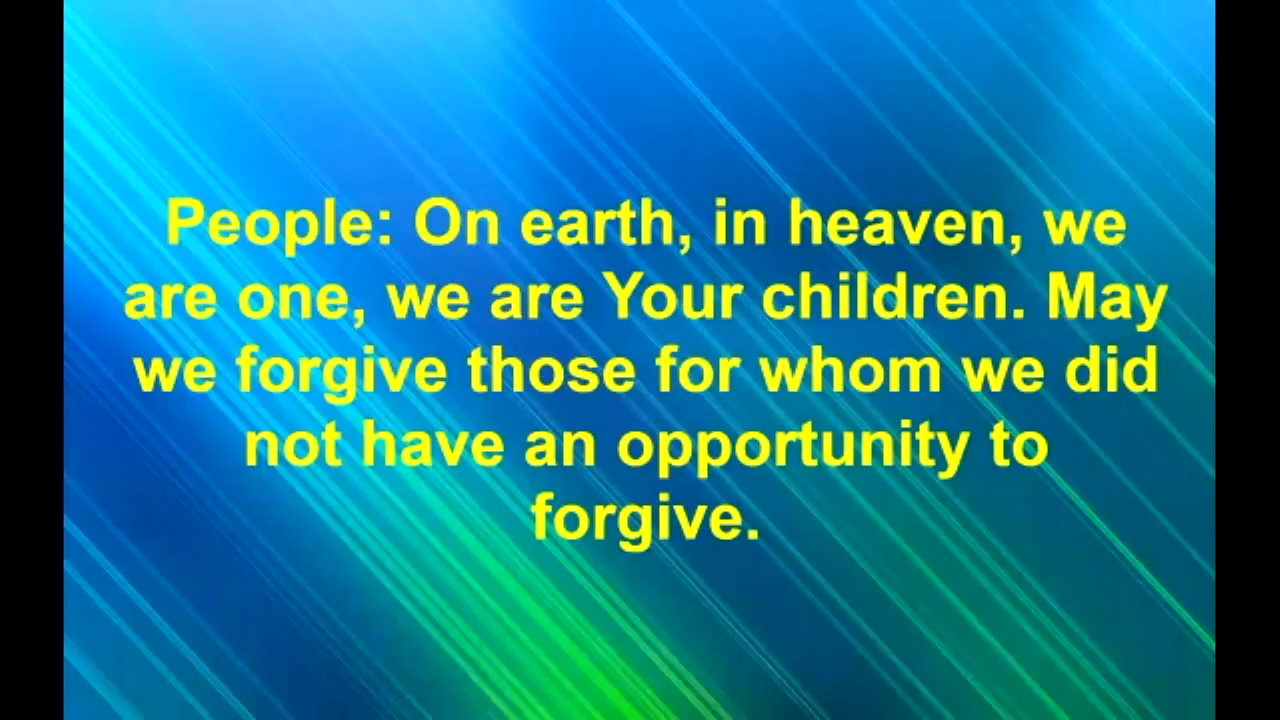 People: On earth, in heaven, we
are one, we are Your children. May
we forgive those for whom we did
not have an opportunity to
forgive.